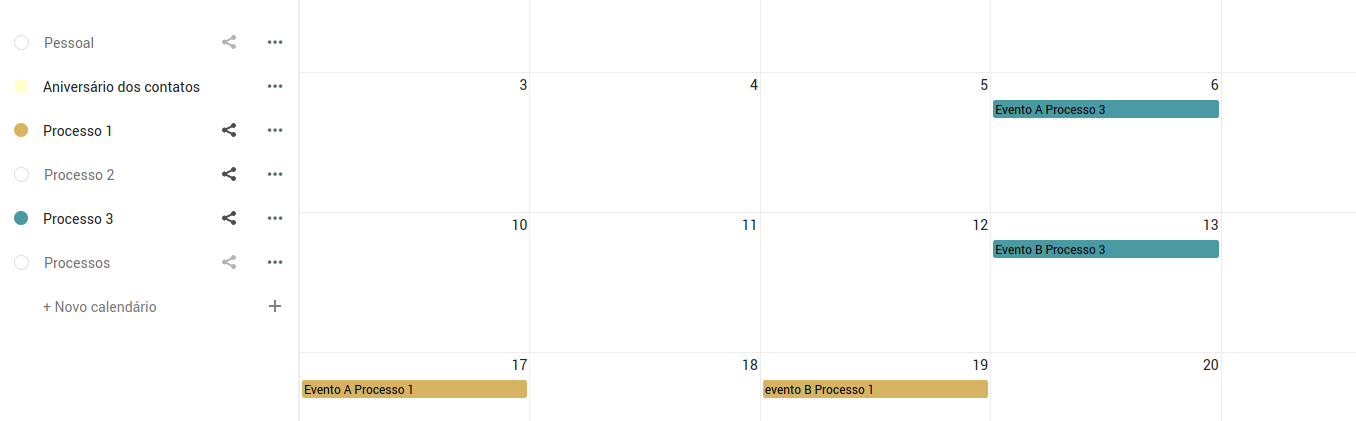 Pessoal
Aniversário dos contatos
Processo 1
Processo 2
Processo 3
Processos
+ Novo calendário
3 4 5 6
Evento A Processo 3
10 11 12 13
Evento B Processo 3
17 18 19 20
Evento A Processo 1 evento B Processo 1